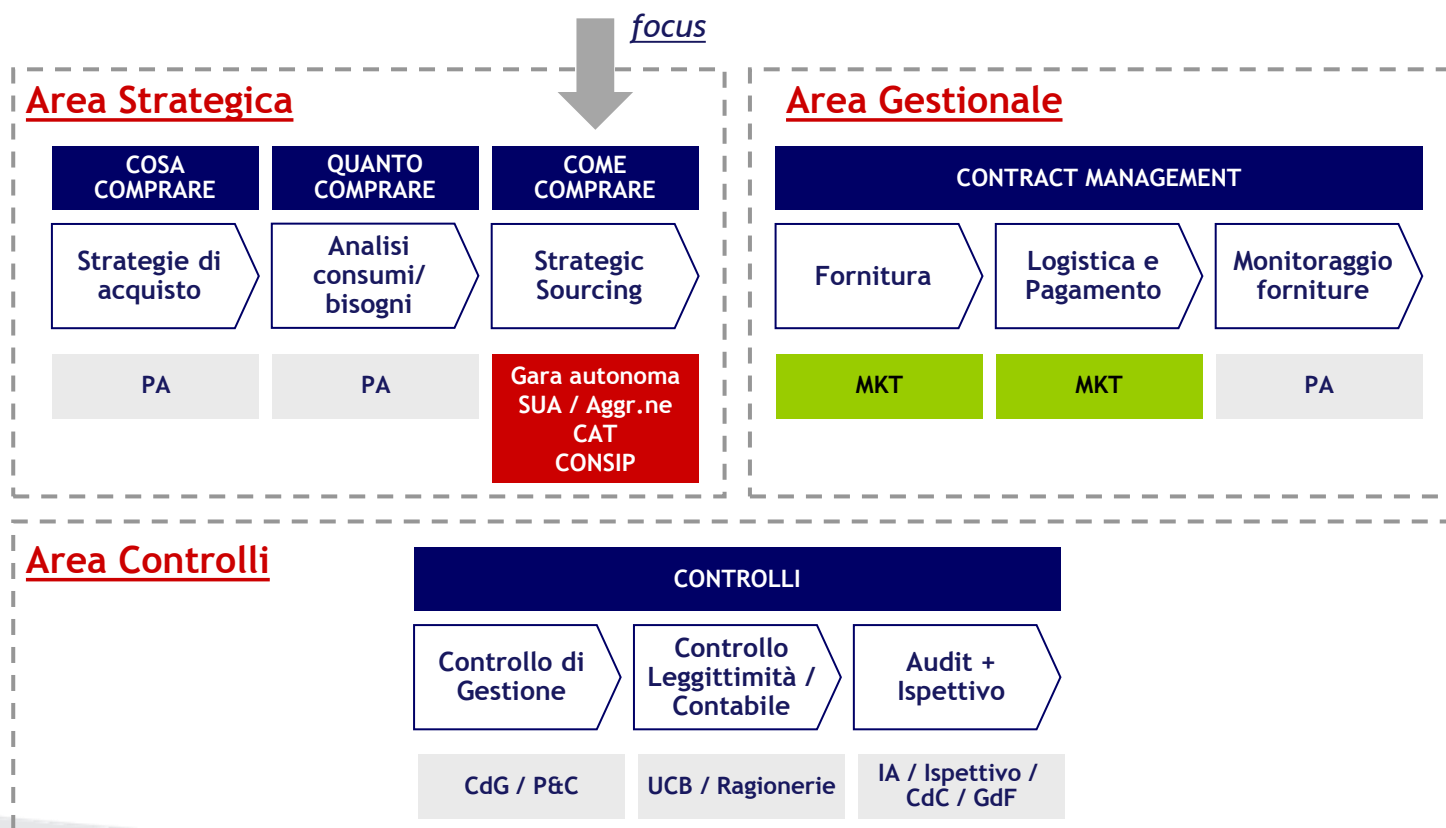 focus
Area Strategica
COSA
COMPRARE
QUANTO
COMPRARE
COME
COMPRARE
Strategie di
acquisto
Analisi
consumi/
bisogni
Strategic
Sourcing
PA
PA
Gara autonoma
SUA / Aggr.ne
CAT
CONSIP
Area Gestionale
CONTRACT MANAGEMENT
Fornitura
Logistica e
Pagamento
Monitoraggio
forniture
MKT
MKT
PA
Area Controlli
CONTROLLI
Controllo di
Gestione
Controllo
Leggittimità /
Contabile
Audit +
Ispettivo
CdG / P&C
UCB / Ragionerie
IA / Ispettivo /
CdC / GdF